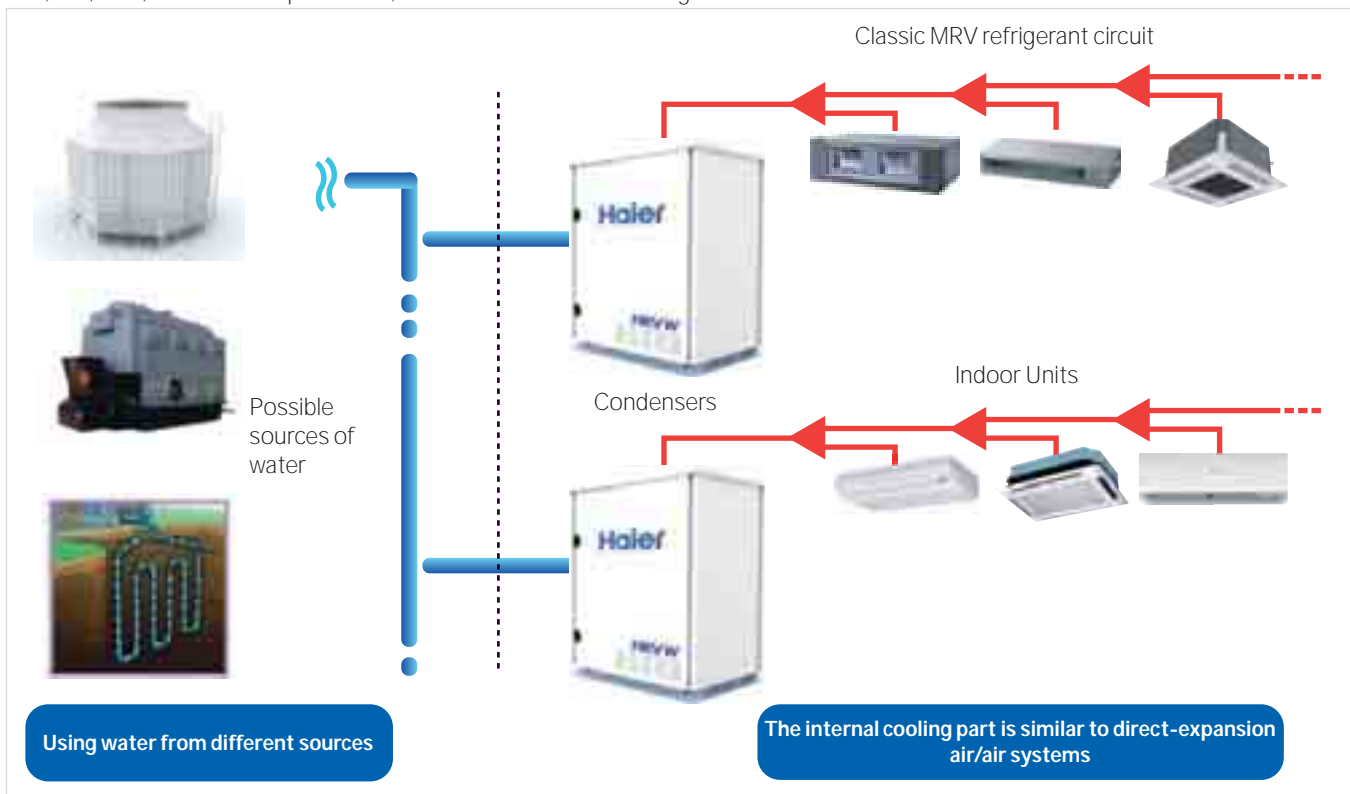 Classic MRV refrigerant circuit
Haier
MRVW
Possible
sources of
water
Condensers
Indoor Units
Haier
MRVW
Using water from different sources
The internal cooling part is similar to direct-expansion
air/air systems